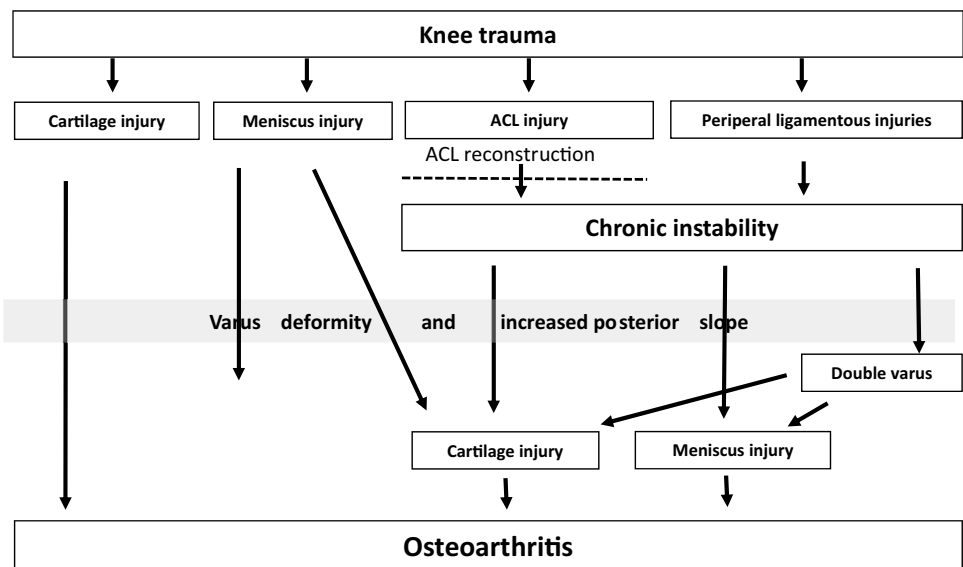 Knee trauma
Cartilage injury
Meniscus injury
ACL injury
Periperal ligamentous injuries
ACL reconstruction
Chronic instability
Varus deformity and increased posterior slope
Double varus
Cartilage injury
Meniscus injury
Osteoarthritis